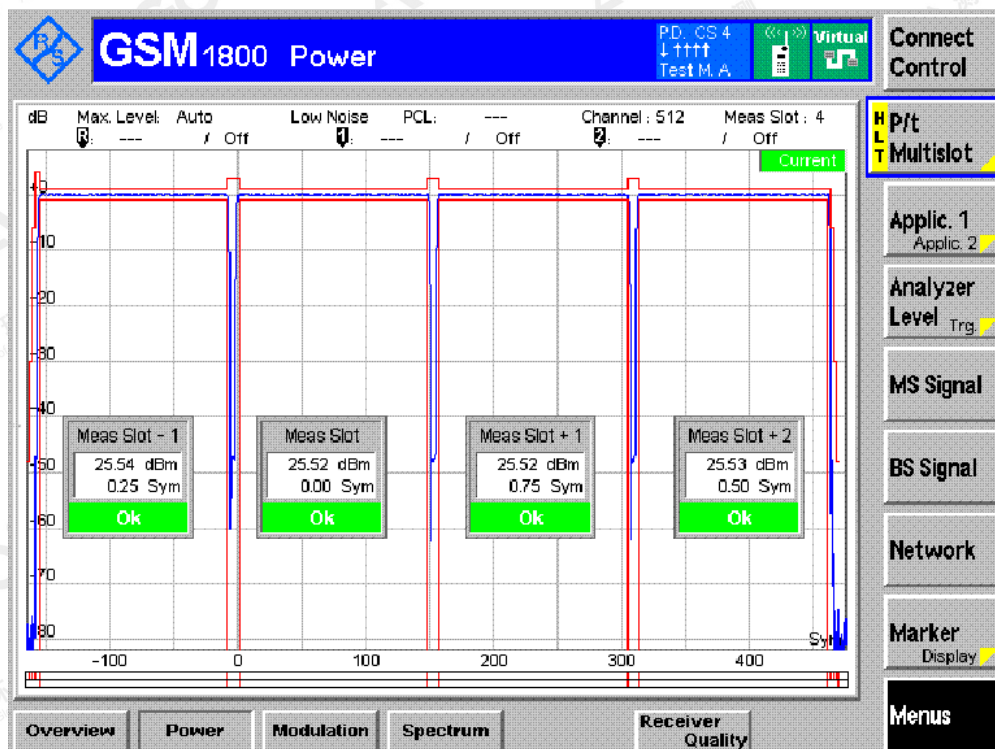 R S
GSM 1800 Power
P.D. CS 4
↓ ↑↑↑↑
Test M. A
Virtual
Connect Control
dB Max. Level: Auto Low Noise PCL: --- Channel : 512 Meas Slot : 4
R: --- / Off 1: --- / Off 2: --- / Off
Current
HLT
P/t Multislot
Applic. 1
Applic. 2
Analyzer Level Trg.
MS Signal
BS Signal
Network
Marker
Display
Menus
+0
-10
-20
-30
-40
-50
-60
-70
-80
Meas Slot - 1
25.54 dBm
0.25 Sym
Ok
Meas Slot
25.52 dBm
0.00 Sym
Ok
Meas Slot + 1
25.52 dBm
0.75 Sym
Ok
Meas Slot + 2
25.53 dBm
0.50 Sym
Ok
-100 0 100 200 300 400
Overview Power Modulation Spectrum Receiver Quality